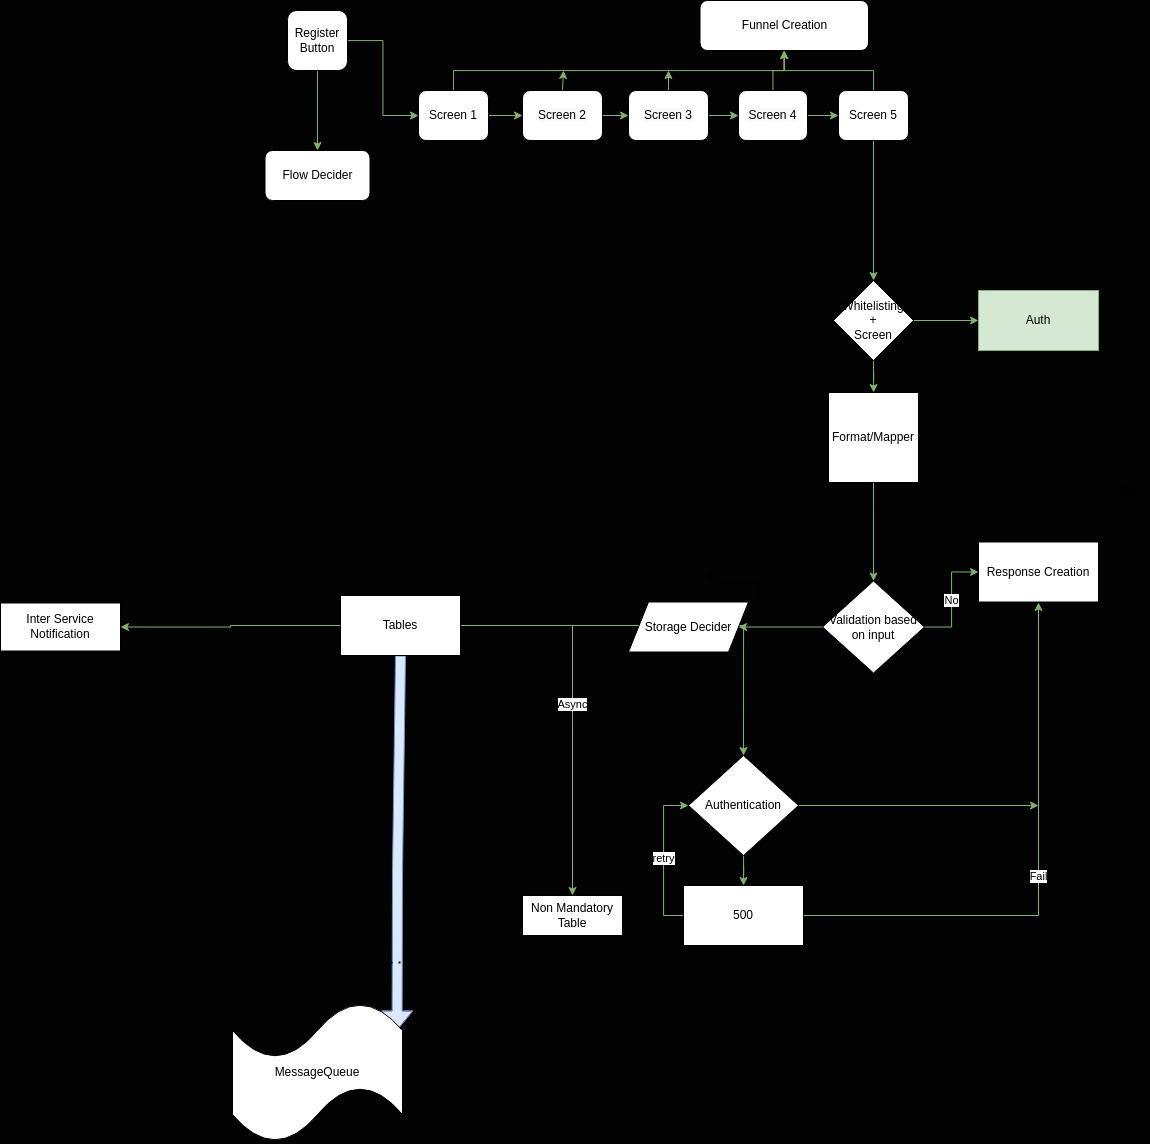 Funnel Creation
Register
Button
Screen 1
Screen 2
Screen 3
Screen 4
Screen 5
Flow Decider
Whitelisting
+
Screen
Auth
Format/Mapper
Response Creation
No
Inter Service
Notification
Tables
Storage Decider
Validation based
on input
Async
Authentication
retry
Fail
Non Mandatory
Table
500
MessageQueue